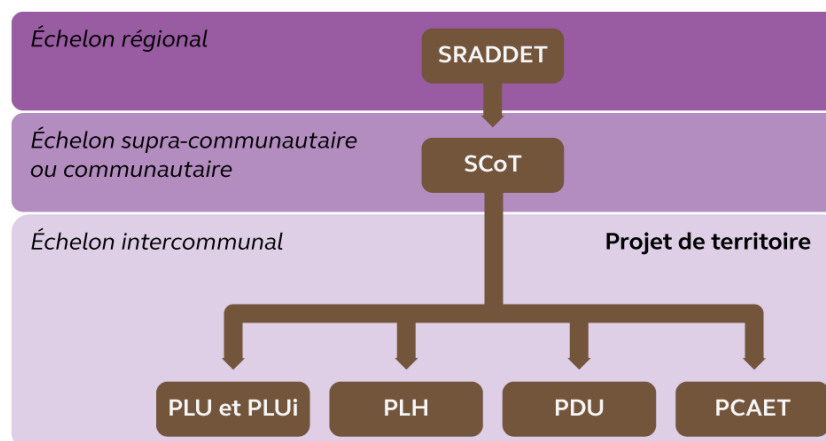 Échelon régional
SRADDET
Échelon supra-communautaire
ou communautaire
SCoT
Échelon intercommunal
Projet de territoire
PLU et PLUi
PLH
PDU
PCAET